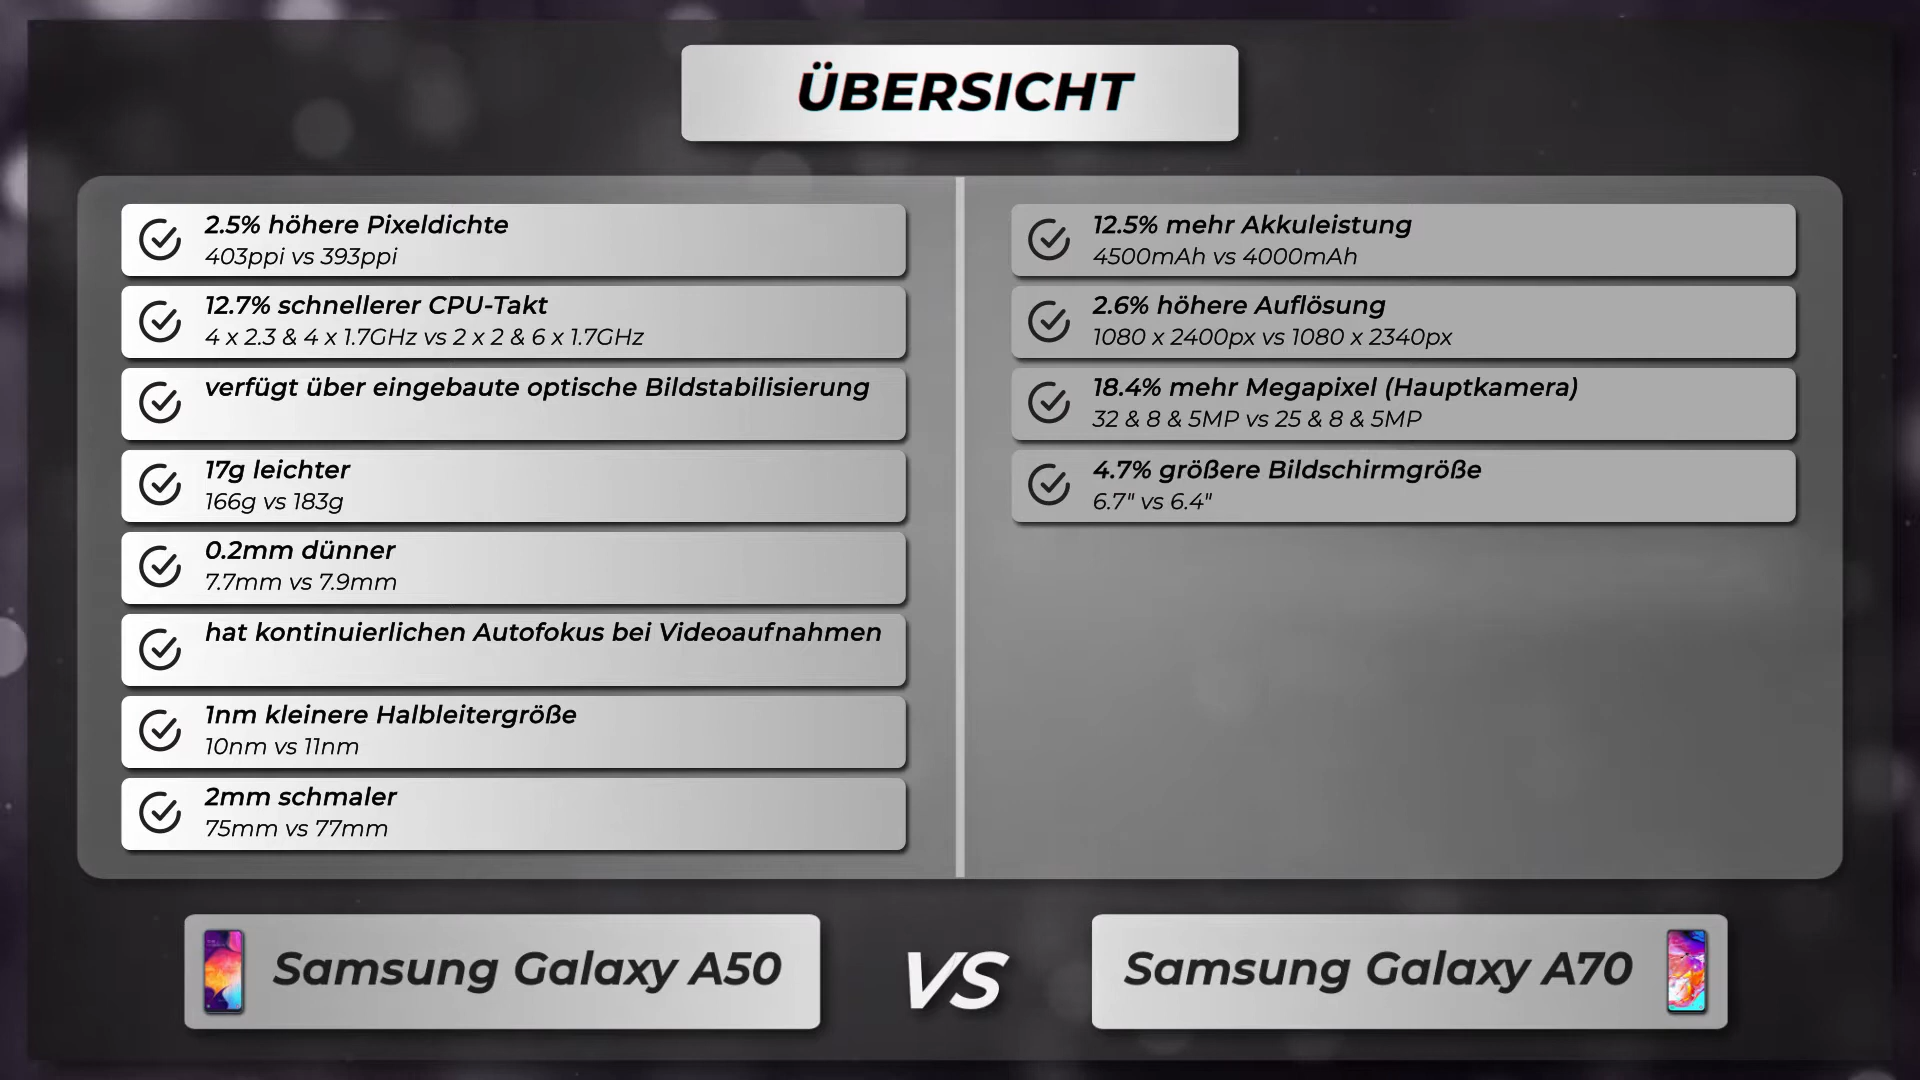 ÜBERSICHT
2.5% höhere Pixeldichte
403ppi vs 393ppi
12.7% schnellerer CPU-Takt
4 x 2.3 & 4 x 1.7GHz vs 2 x 2 & 6 x 1.7GHz
verfügt über eingebaute optische Bildstabilisierung
17g leichter
166g vs 183g
0.2mm dünner
7.7mm vs 7.9mm
hat kontinuierlichen Autofokus bei Videoaufnahmen
1nm kleinere Halbleitergröße
10nm vs 11nm
2mm schmaler
75mm vs 77mm
12.5% mehr Akkuleistung
4500mAh vs 4000mAh
2.6% höhere Auflösung
1080 x 2400px vs 1080 x 2340px
18.4% mehr Megapixel (Hauptkamera)
32 & 8 & 5MP vs 25 & 8 & 5MP
4.7% größere Bildschirmgröße
6.7" vs 6.4"
Samsung Galaxy A50
VS
Samsung Galaxy A70